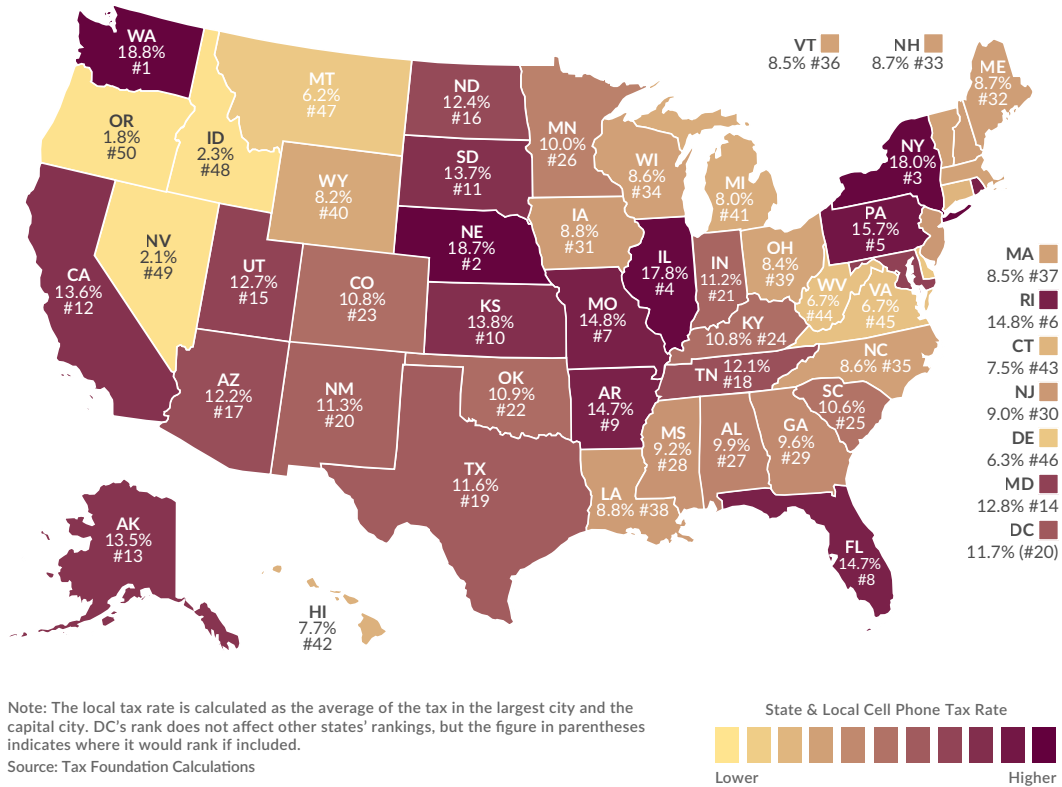 WA
18.8%
#1
OR
1.8%
#50
ID
2.3%
#48
MT
6.2%
#47
ND
12.4%
#16
MN
10.0%
#26
SD
13.7%
#11
WY
8.2%
#40
NE
18.7%
#2
NV
2.1%
#49
CA
13.6%
#12
UT
12.7%
#15
CO
10.8%
#23
KS
13.8%
#10
AZ
12.2%
#17
NM
11.3%
#20
OK
10.9%
#22
TX
11.6%
#19
WI
8.6%
#34
IA
8.8%
#31
MI
8.0%
#41
IL
17.8%
#4
IN
11.2%
#21
OH
8.4%
#39
MO
14.8%
#7
KY
10.8% #24
WV
6.7%
#44
VA
6.7%
#45
TN 12.1%
#18
NC
8.6% #35
SC
10.6%
#25
AR
14.7%
#9
MS
9.2%
#28
AL
9.9%
#27
GA
9.6%
#29
LA
8.8% #38
FL
14.7%
#8
NY
18.0%
#3
PA
15.7%
#5
VT
8.5% #36
NH
8.7% #33
ME
8.7%
#32
MA
8.5% #37
RI
14.8% #6
CT
7.5% #43
NJ
9.0% #30
DE
6.3% #46
MD
12.8% #14
DC
11.7% (#20)
AK
13.5%
#13
HI
7.7%
#42
Note: The local tax rate is calculated as the average of the tax in the largest city and the
capital city. DC's rank does not affect other states' rankings, but the figure in parentheses
indicates where it would rank if included.
Source: Tax Foundation Calculations
State & Local Cell Phone Tax Rate
Lower
Higher